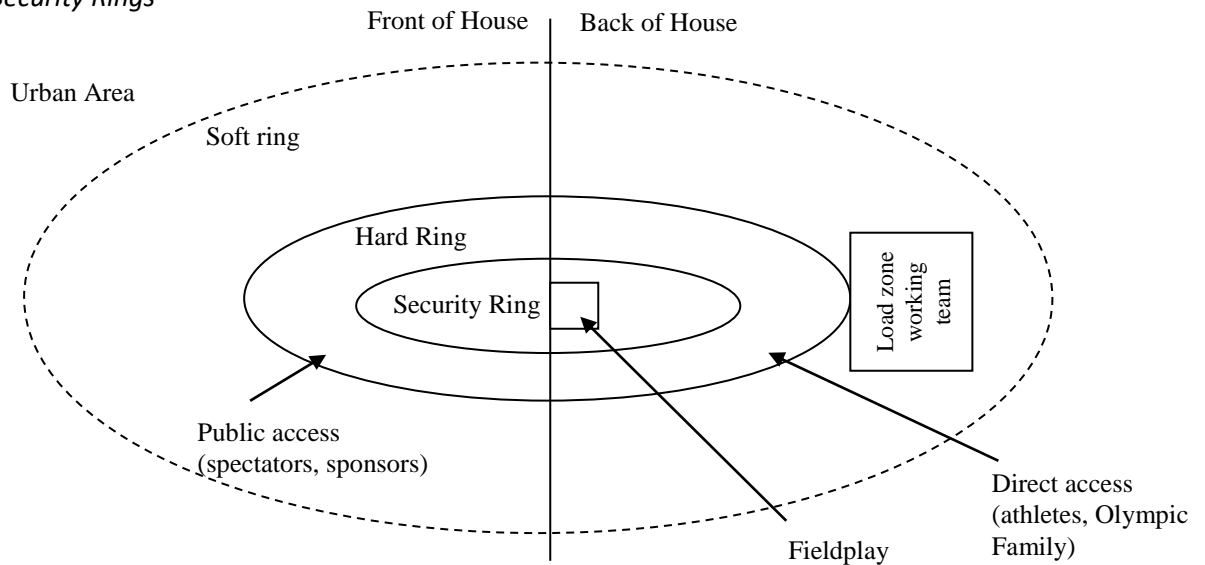 Security Rings
Front of House
Back of House
Urban Area
Soft ring
Hard Ring
Security Ring
Load zone
working
team
Public access
(spectators, sponsors)
Direct access
(athletes, Olympic
Family)
Fieldplay